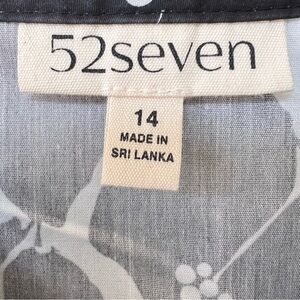 52seven
14
MADE IN
SRI LANKA